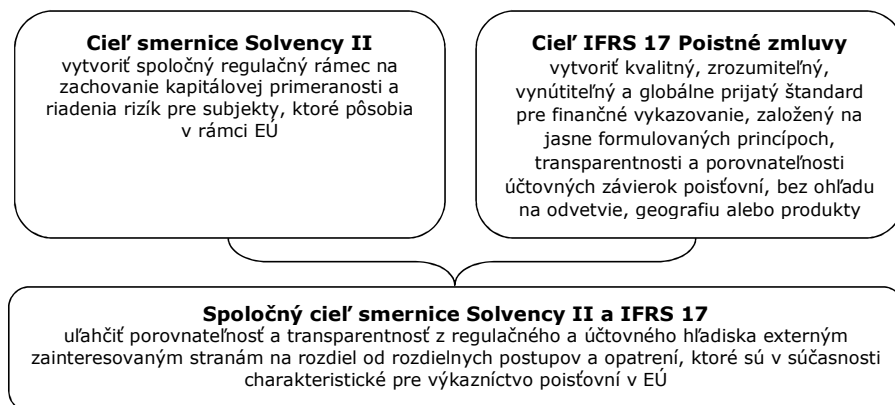 Cieľ smernice Solvency II
vytvoriť spoločný regulačný rámec na
zachovanie kapitálovej primeranosti a
riadenia rizík pre subjekty, ktoré pôsobia
v rámci EÚ
Cieľ IFRS 17 Poistné zmluvy
vytvoriť kvalitný, zrozumiteľný,
vynútiteľný a globálne prijatý štandard
pre finančné vykazovanie, založený na
jasne formulovaných princípoch,
transparentnosti a porovnateľnosti
účtovných závierok poisťovní, bez ohľadu
na odvetvie, geografiu alebo produkty
Spoločný cieľ smernice Solvency II a IFRS 17
uľahčiť porovnateľnosť a transparentnosť z regulačného a účtovného hľadiska externým
zainteresovaným stranám na rozdiel od rozdielnych postupov a opatrení, ktoré sú v súčasnosti
charakteristické pre výkazníctvo poisťovní v EÚ